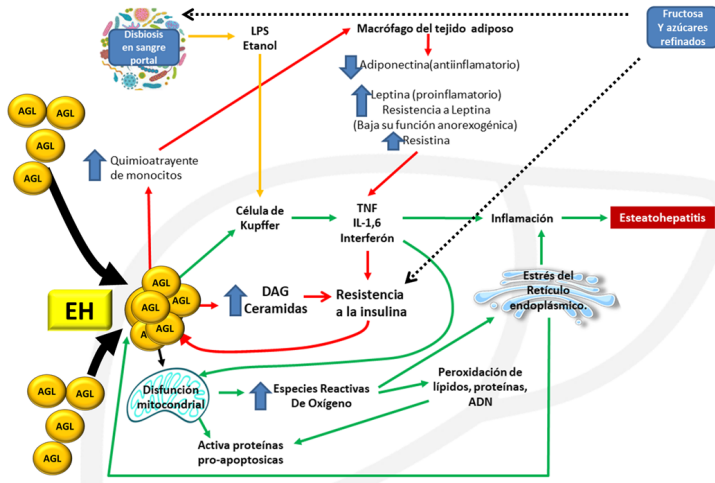 Disbiosis
en sangre
portal
LPS
Etanol
Macrófago del tejido adiposo
Fructosa
Y azúcares
refinados
Adiponectina(antiinflamatorio)
Leptina (proinflamatorio)
Resistencia a Leptina
(Baja su función anorexogénica)
Resistina
AGL
AGL
AGL
AGL
Quimioatrayente
de monocitos
Célula de
Kupffer
TNF
IL-1,6
Interferón
Inflamación
Esteatohepatitis
EH
AGL
AGL
AGL
AGL
AGL
AGL
DAG
Ceramidas
Resistencia
a la insulina
Estrés del
Retículo
endoplásmico.
Disfunción
mitocondrial
Especies Reactivas
De Oxígeno
Peroxidación de
lípidos, proteínas,
ADN
AGL
AGL
AGL
AGL
AGL
Activa proteínas
pro-apoptosicas